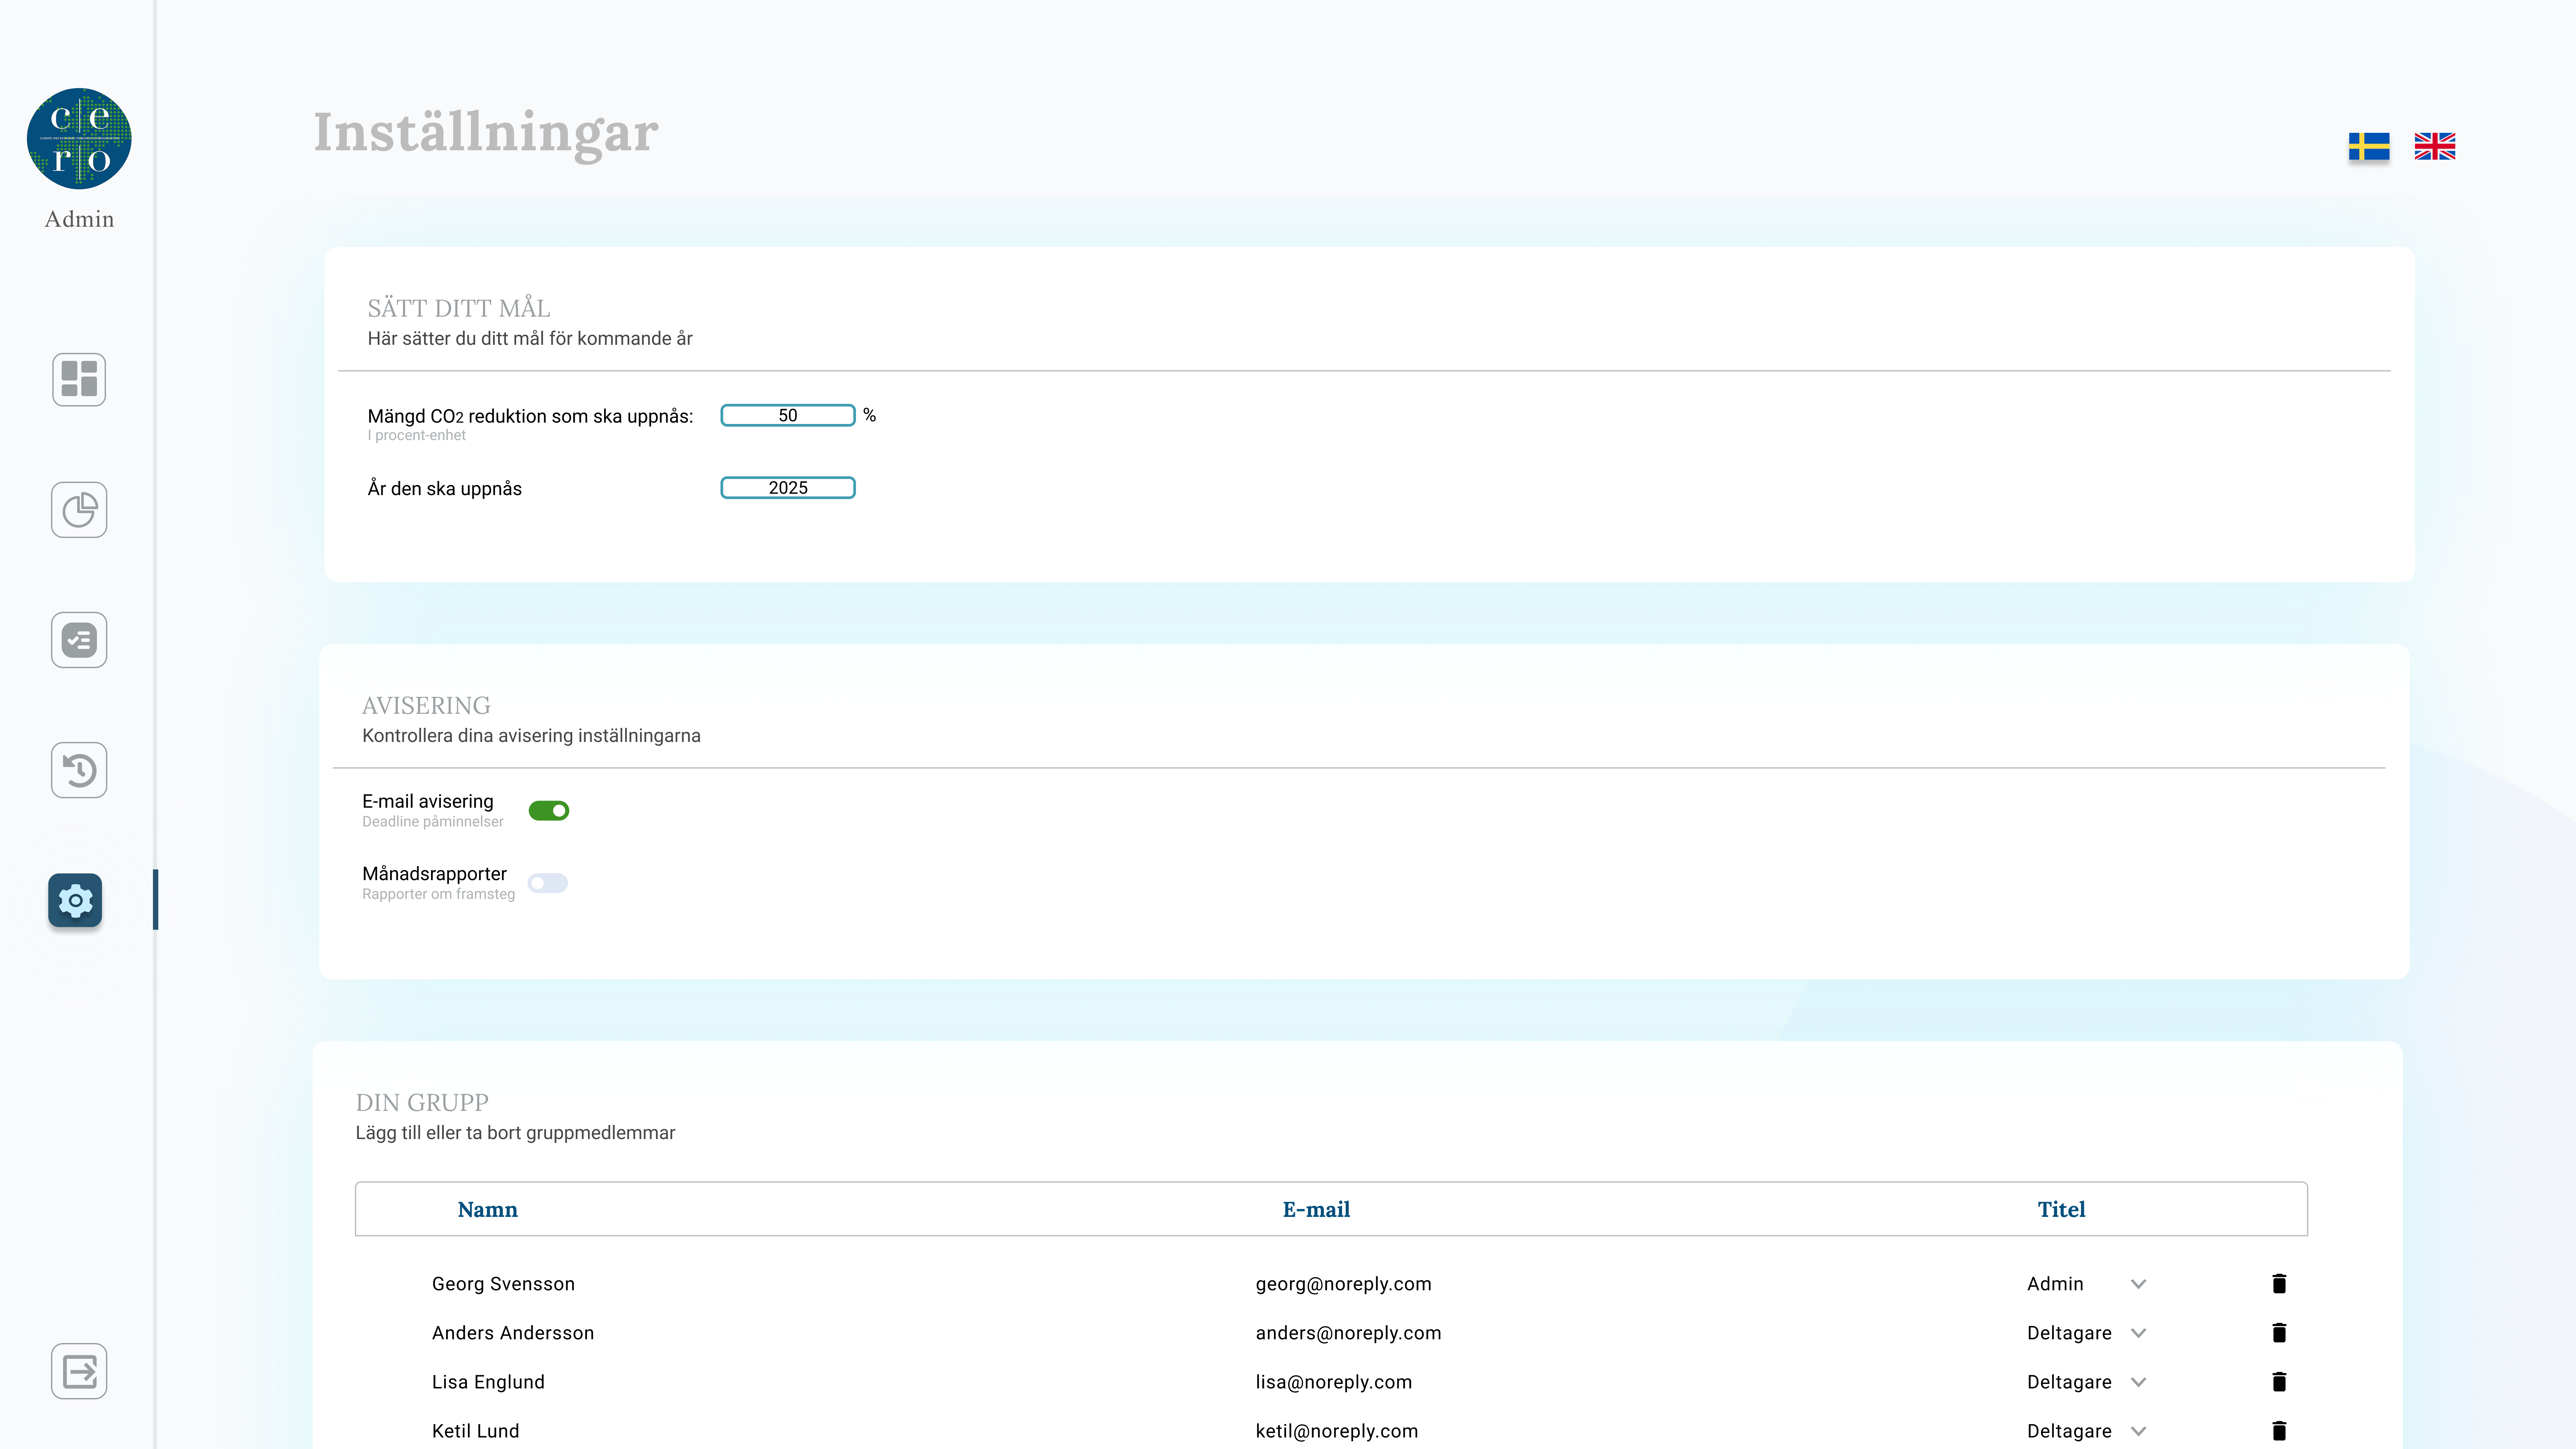 c e
r o
Admin
Inställningar
SÄTT DITT MÅL
Här sätter du ditt mål för kommande år
Mängd CO2 reduktion som ska uppnås: 50 %
I procent-enhet
År den ska uppnås 2025
AVISERING
Kontrollera dina avisering inställningarna
E-mail avisering
Deadline påminnelser
Månadsrapporter
Rapporter om framsteg
DIN GRUPP
Lägg till eller ta bort gruppmedlemmar
Namn E-mail Titel
Georg Svensson georg@noreply.com Admin
Anders Andersson anders@noreply.com Deltagare
Lisa Englund lisa@noreply.com Deltagare
Ketil Lund ketil@noreply.com Deltagare